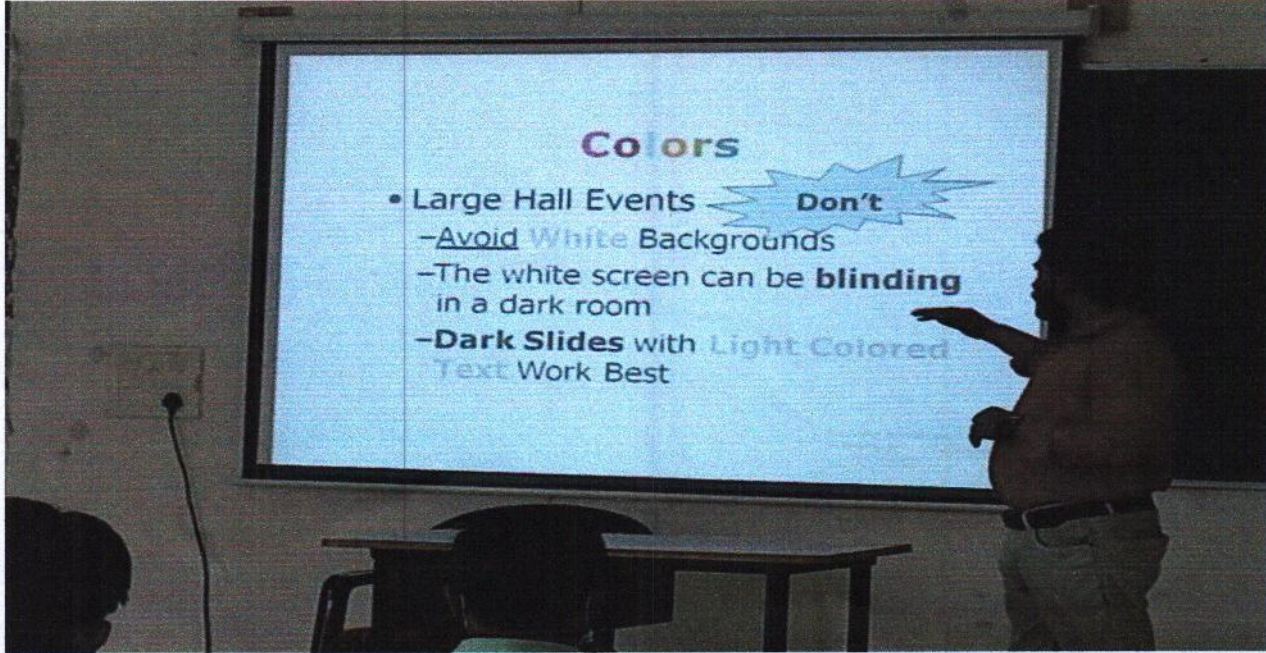 Colors
• Large Hall Events
Don't
–Avoid White Backgrounds
–The white screen can be blinding
in a dark room
–Dark Slides with Light Colored
Text Work Best